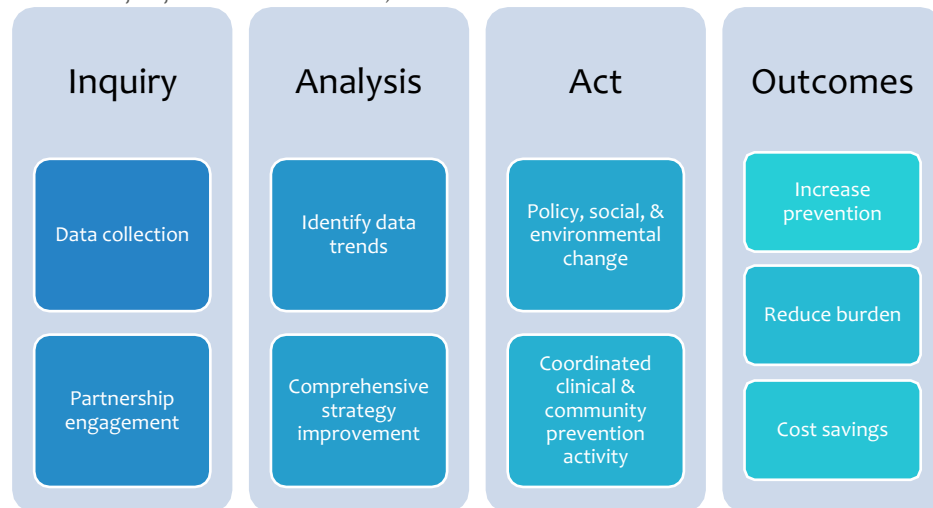 Inquiry
Data collection
Partnership
engagement
Analysis
Identify data
trends
Comprehensive
strategy
improvement
Act
Policy, social, &
environmental
change
Coordinated
clinical &
community
prevention
activity
Outcomes
Increase
prevention
Reduce burden
Cost savings